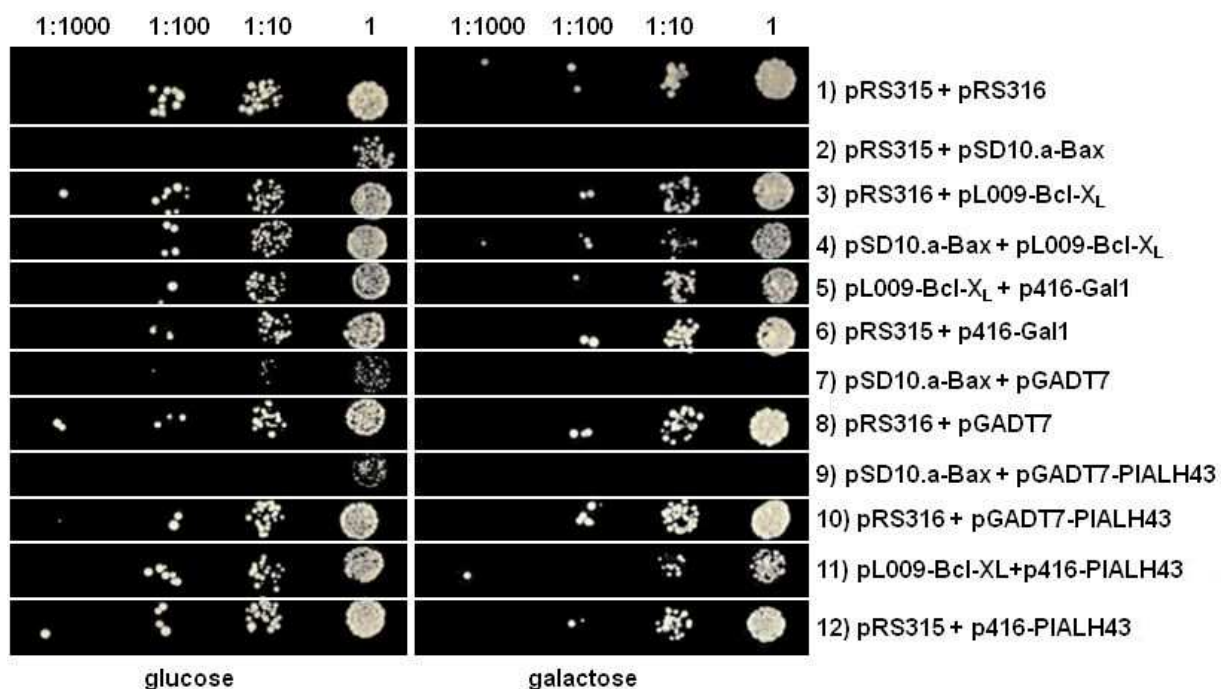 1:1000 1:100 1:10 1 1:1000 1:100 1:10 1
1) pRS315 + pRS316
2) pRS315 + pSD10.a-Bax
3) pRS316 + pL009-Bcl-XL
4) pSD10.a-Bax + pL009-Bcl-XL
5) pL009-Bcl-XL + p416-Gal1
6) pRS315 + p416-Gal1
7) pSD10.a-Bax + pGADT7
8) pRS316 + pGADT7
9) pSD10.a-Bax + pGADT7-PIALH43
10) pRS316 + pGADT7-PIALH43
11) pL009-Bcl-XL+p416-PIALH43
12) pRS315 + p416-PIALH43
glucose galactose